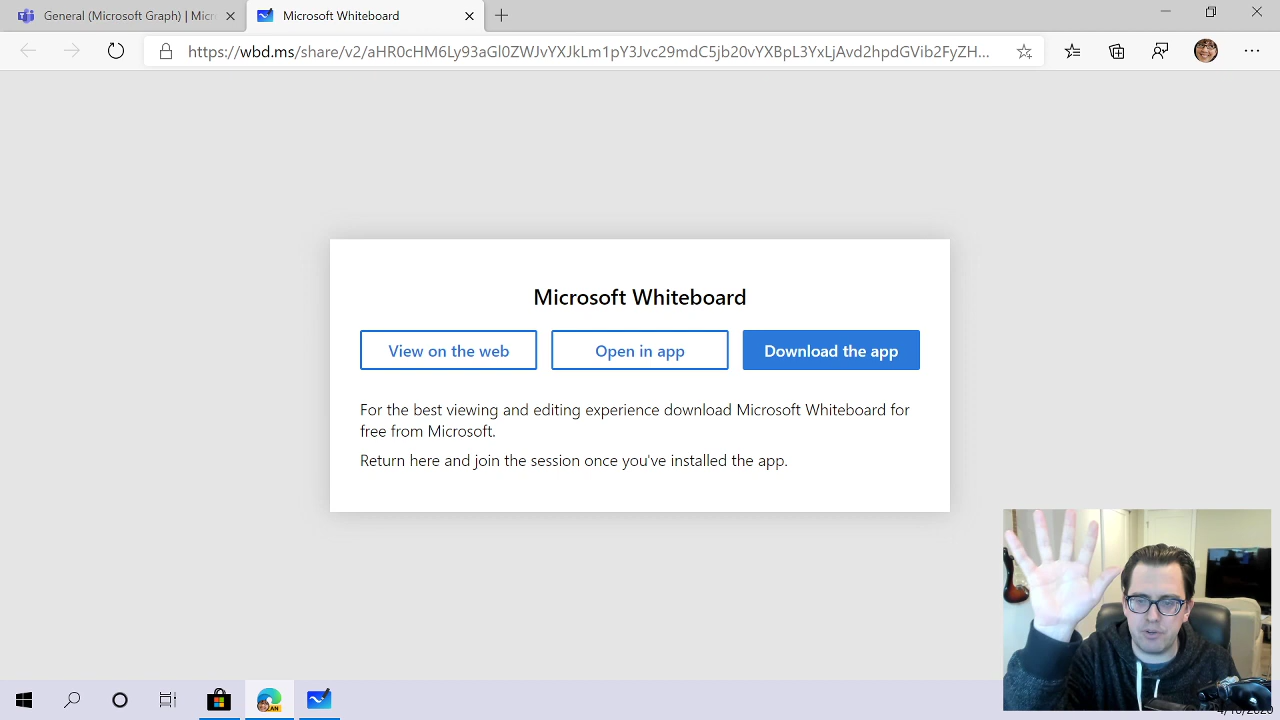 General (Microsoft Graph) | Micr
Microsoft Whiteboard
https://wbd.ms/share/v2/aHR0cHM6Ly93aGl0ZWJvYXJkLm1pY3Jvc29mdC5jb20vYXBpL3YxLjAvd2hpdGVib2FyZH...
Microsoft Whiteboard
View on the web
Open in app
Download the app
For the best viewing and editing experience download Microsoft Whiteboard for
free from Microsoft.
Return here and join the session once you've installed the app.
CAN